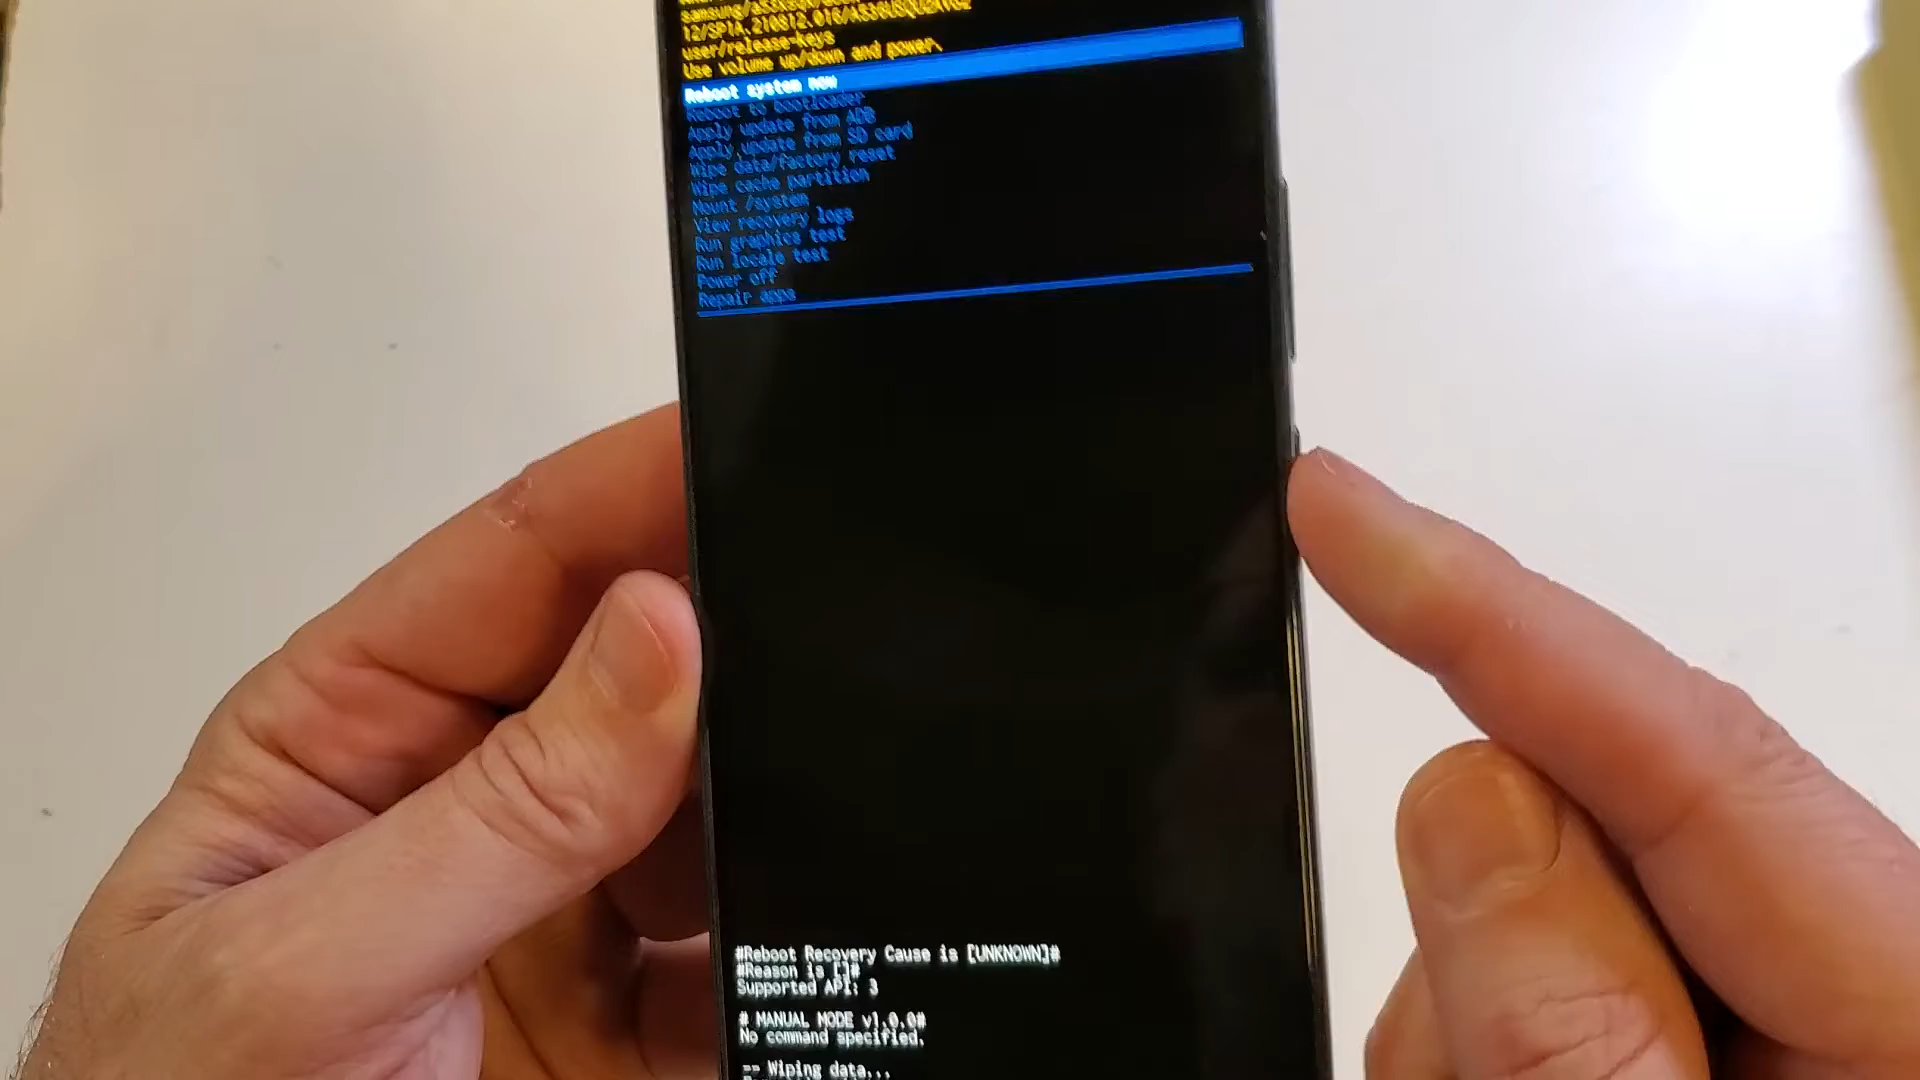 12/SP1A.210812.016/A536USQU2AVG2
user/release-keys
Use volume up/down and power.
Reboot system now
Reboot to bootloader
Apply update from ADB
Apply update from SD card
Wipe data/factory reset
Wipe cache partition
Mount /system
View recovery logs
Run graphics test
Run locale test
Power off
Repair apps
#Reboot Recovery Cause is [UNKNOWN]#
#Reason is []#
Supported API: 3
# MANUAL MODE v1.0.0#
No command specified.
-- Wiping data...